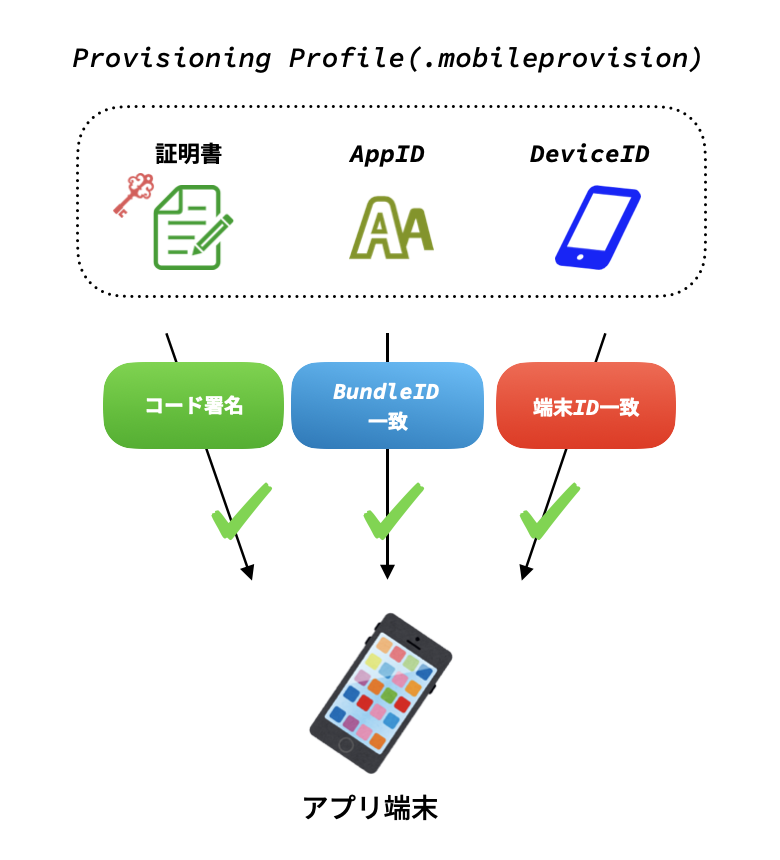 Provisioning Profile(.mobileprovision)
証明書
AppID
DeviceID
コード署名
BundleID
一致
端末ID一致
アプリ端末